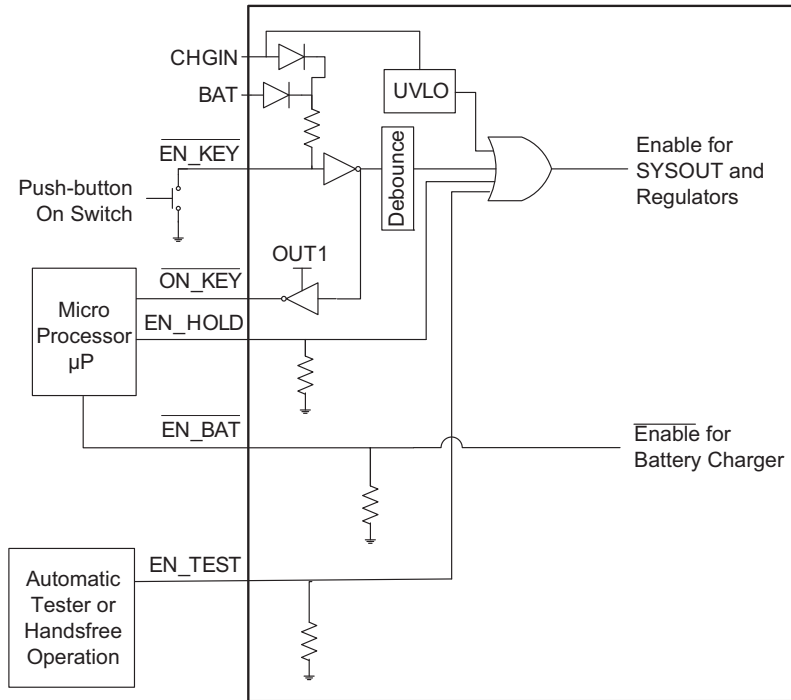 CHGIN
BAT
UVLO
EN_KEY
Debounce
Enable for
SYSOUT and
Regulators
Push-button
On Switch
OUT1
ON_KEY
Micro
Processor
µP
EN_HOLD
EN_BAT
Enable for
Battery Charger
EN_TEST
Automatic
Tester or
Handsfree
Operation